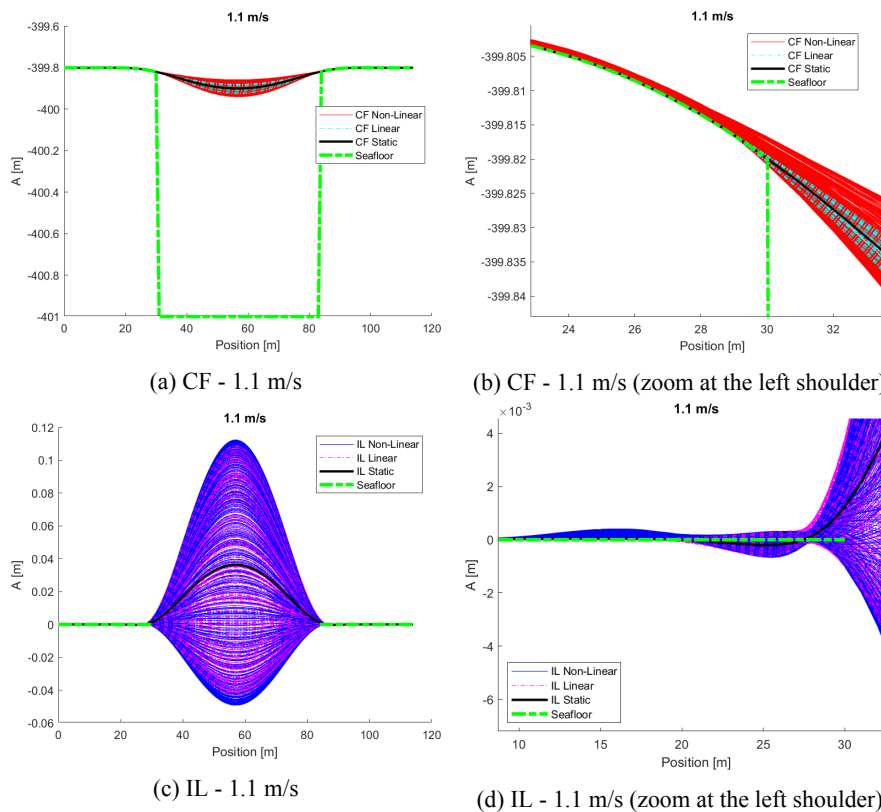 1.1 m/s
-399.6
-399.8
-400
-400.2
-400.4
-400.6
-400.8
-401
A [m]
CF Non-Linear
CF Linear
CF Static
Seafloor
0 20 40 60 80 100 120
Position [m]
(a) CF - 1.1 m/s
1.1 m/s
-399.805
-399.81
-399.815
-399.82
-399.825
-399.83
-399.835
-399.84
A [m]
CF Non-Linear
CF Linear
CF Static
Seafloor
24 26 28 30 32
Position [m]
(b) CF - 1.1 m/s (zoom at the left shoulder)
1.1 m/s
0.12
0.1
0.08
0.06
0.04
0.02
0
-0.02
-0.04
-0.06
A [m]
IL Non-Linear
IL Linear
IL Static
Seafloor
0 20 40 60 80 100 120
Position [m]
(c) IL - 1.1 m/s
×10⁻³
1.1 m/s
4
2
0
-2
-4
-6
A [m]
IL Non-Linear
IL Linear
IL Static
Seafloor
10 15 20 25 30
Position [m]
(d) IL - 1.1 m/s (zoom at the left shoulder)